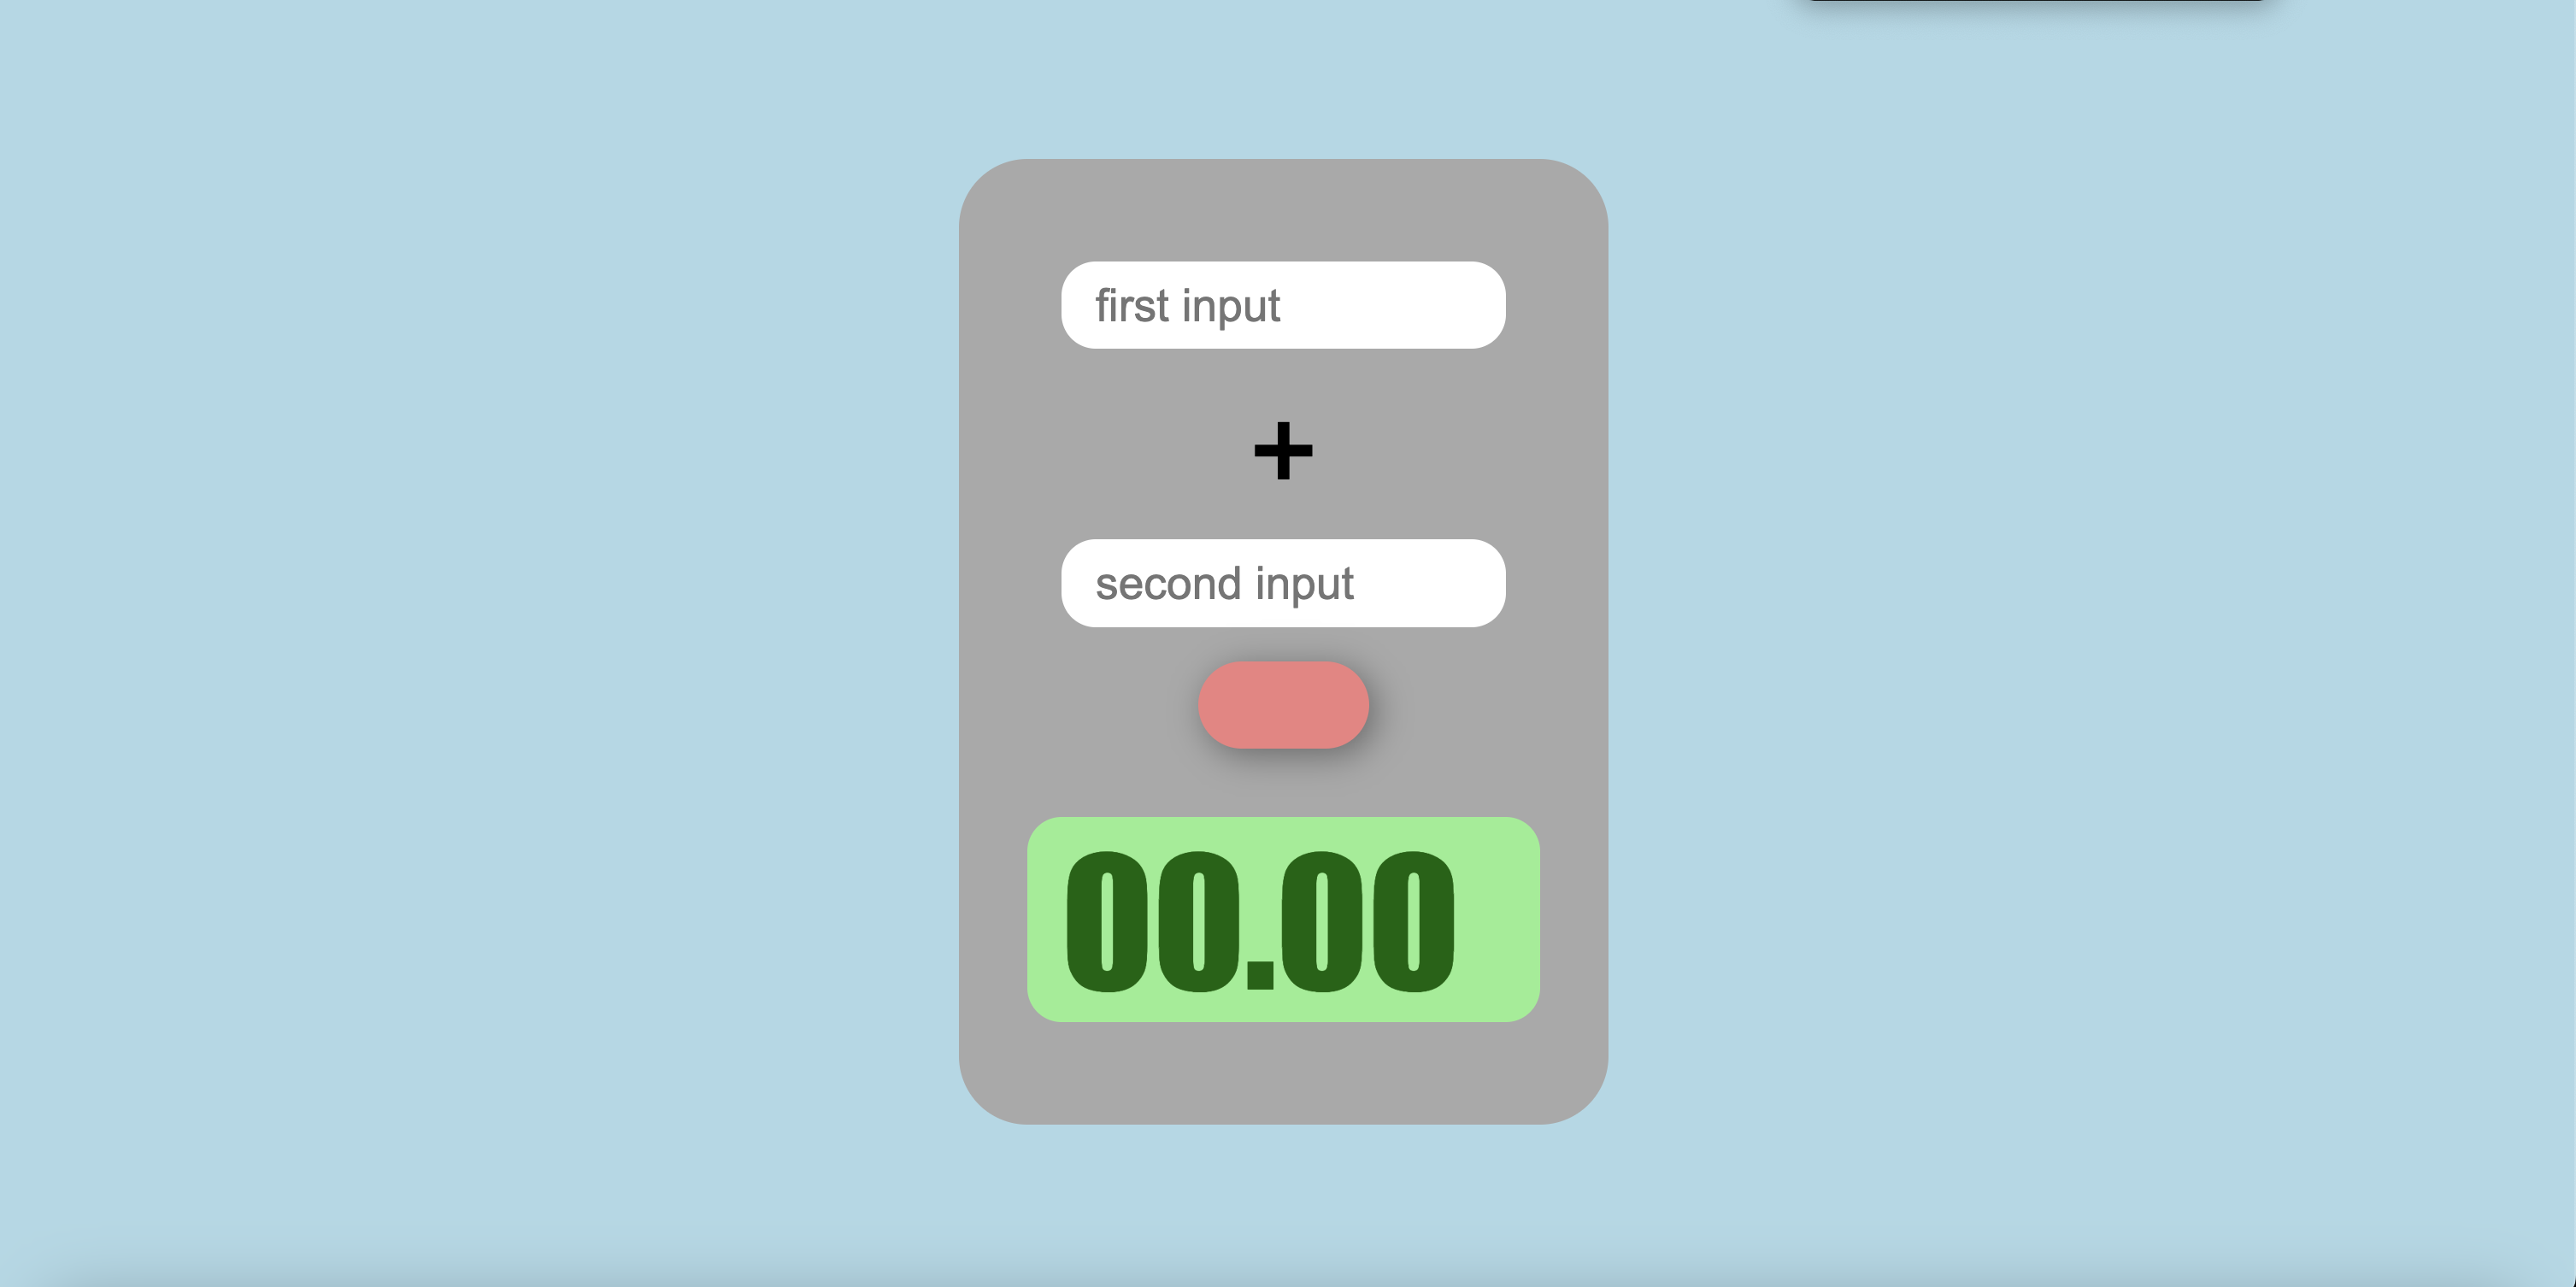 first input
+
second input
00.00